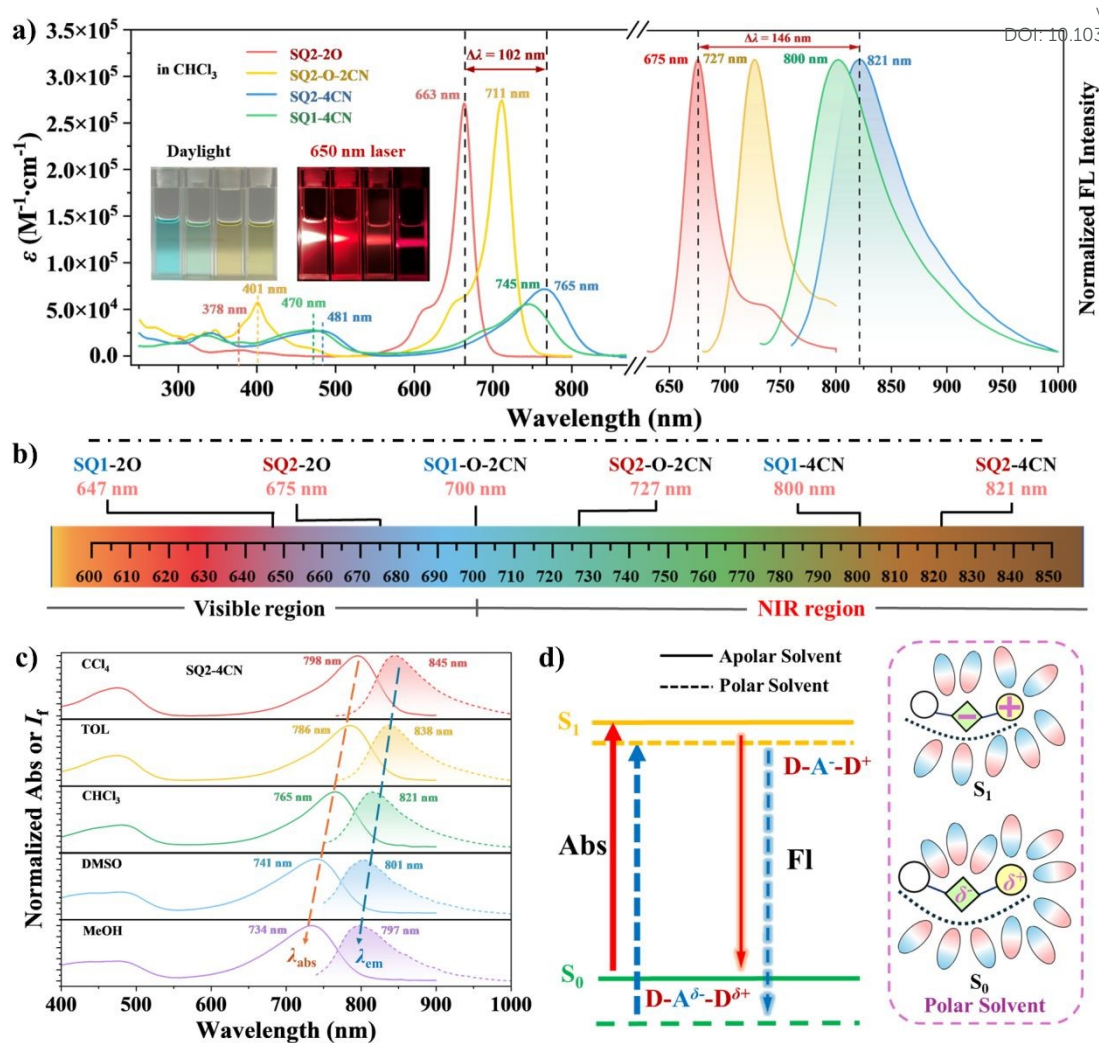 v
DOI: 10.103
a)
3.5×10⁵
3.0×10⁵
2.5×10⁵
2.0×10⁵
1.5×10⁵
1.0×10⁵
5.0×10⁴
0.0
ε (M⁻¹·cm⁻¹)
in CHCl₃
SQ2-2O
SQ2-O-2CN
SQ2-4CN
SQ1-4CN
Daylight
650 nm laser
Δλ = 102 nm
663 nm
711 nm
378 nm
401 nm
470 nm
481 nm
745 nm
765 nm
Δλ = 146 nm
675 nm
727 nm
800 nm
821 nm
Normalized FL Intensity
300 400 500 600 700 800 650 700 750 800 850 900 950 1000
Wavelength (nm)
b)
SQ1-2O SQ2-2O SQ1-O-2CN SQ2-O-2CN SQ1-4CN SQ2-4CN
647 nm 675 nm 700 nm 727 nm 800 nm 821 nm
600 610 620 630 640 650 660 670 680 690 700 710 720 730 740 750 760 770 780 790 800 810 820 830 840 850
Visible region NIR region
c)
Normalized Abs or I_f
CCl₄ SQ2-4CN 798 nm 845 nm
TOL 786 nm 838 nm
CHCl₃ 765 nm 821 nm
DMSO 741 nm 801 nm
MeOH 734 nm 797 nm
λabs λem
400 500 600 700 800 900 1000
Wavelength (nm)
d)
Apolar Solvent
Polar Solvent
S₁
D-A⁻-D⁺
Abs
Fl
S₀
D-A^δ⁻-D^δ⁺
− +
S₁
δ⁻ δ⁺
S₀
Polar Solvent